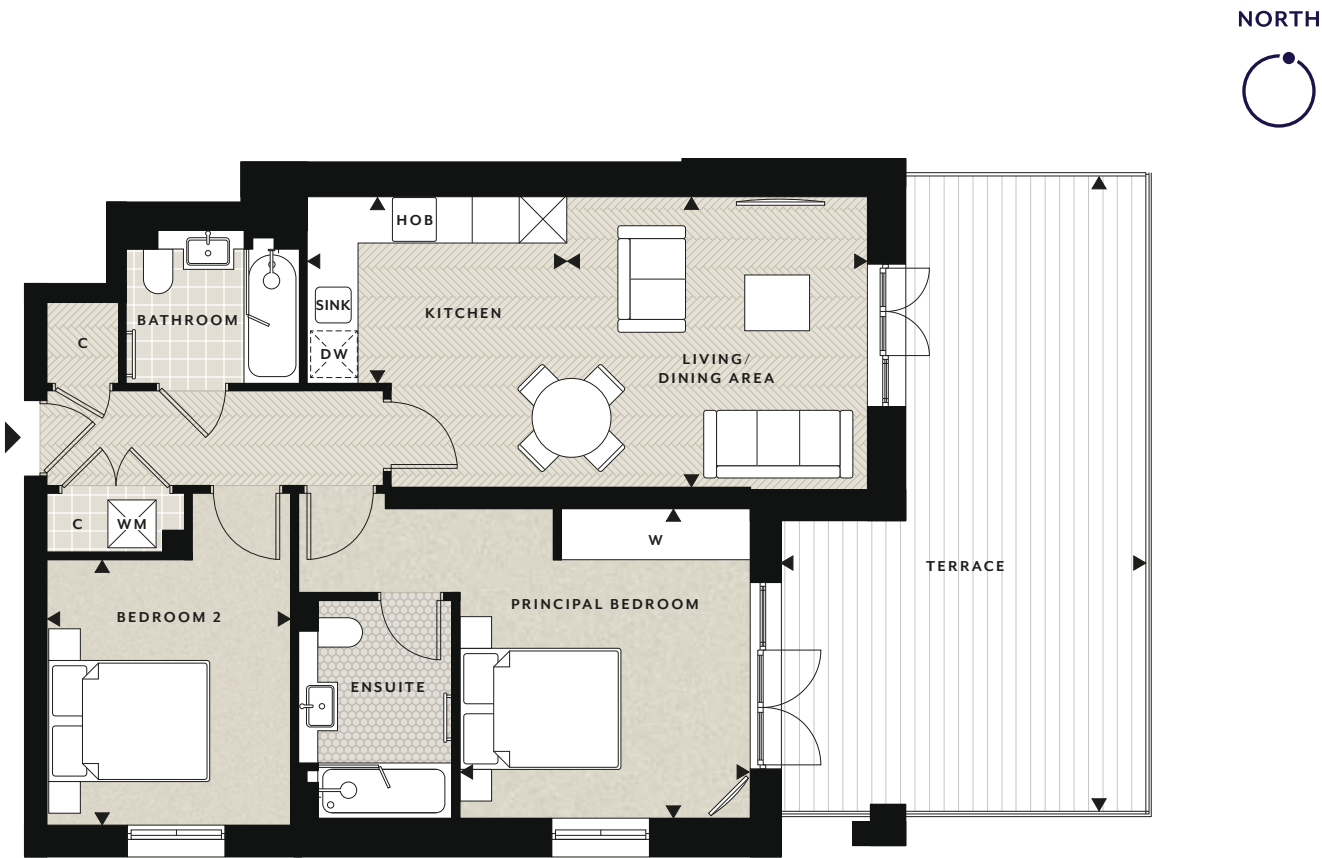 NORTH
HOB
SINK
KITCHEN
BATHROOM
C
DW
LIVING/
DINING AREA
C
WM
W
TERRACE
PRINCIPAL BEDROOM
BEDROOM 2
ENSUITE